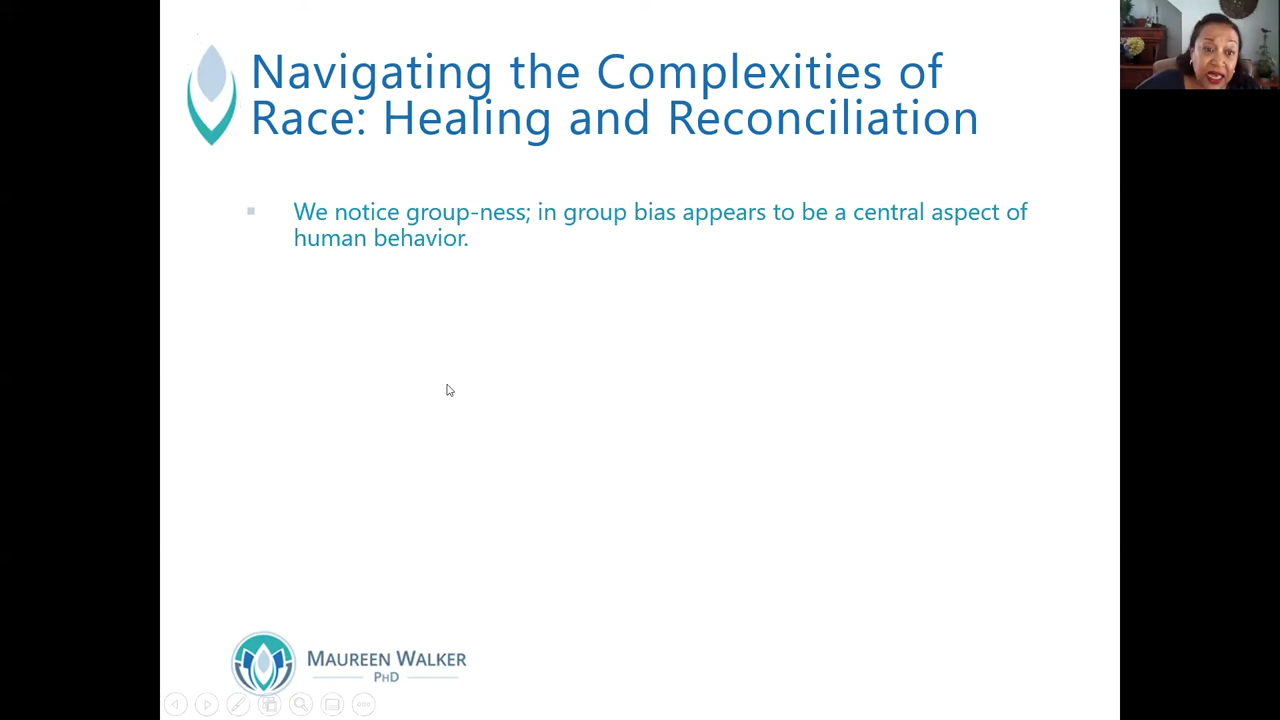 Navigating the Complexities of
Race: Healing and Reconciliation
We notice group-ness; in group bias appears to be a central aspect of
human behavior.
MAUREEN WALKER
PHD